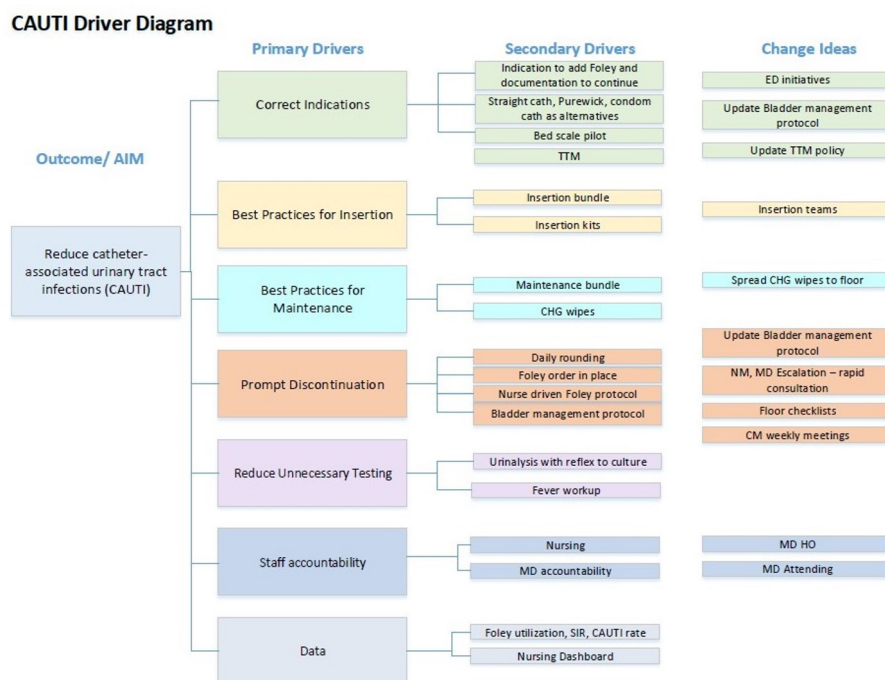 CAUTI Driver Diagram
Primary Drivers
Secondary Drivers
Change Ideas
Outcome/ AIM
Reduce catheter-
associated urinary tract
infections (CAUTI)
Correct Indications
Indication to add Foley and
documentation to continue
Straight cath, Purewick, condom
cath as alternatives
Bed scale pilot
TTM
ED initiatives
Update Bladder management
protocol
Update TTM policy
Best Practices for Insertion
Insertion bundle
Insertion kits
Insertion teams
Best Practices for
Maintenance
Maintenance bundle
CHG wipes
Spread CHG wipes to floor
Prompt Discontinuation
Daily rounding
Foley order in place
Nurse driven Foley protocol
Bladder management protocol
Update Bladder management
protocol
NM, MD Escalation – rapid
consultation
Floor checklists
CM weekly meetings
Reduce Unnecessary Testing
Urinalysis with reflex to culture
Fever workup
Staff accountability
Nursing
MD accountability
MD HO
MD Attending
Data
Foley utilization, SIR, CAUTI rate
Nursing Dashboard